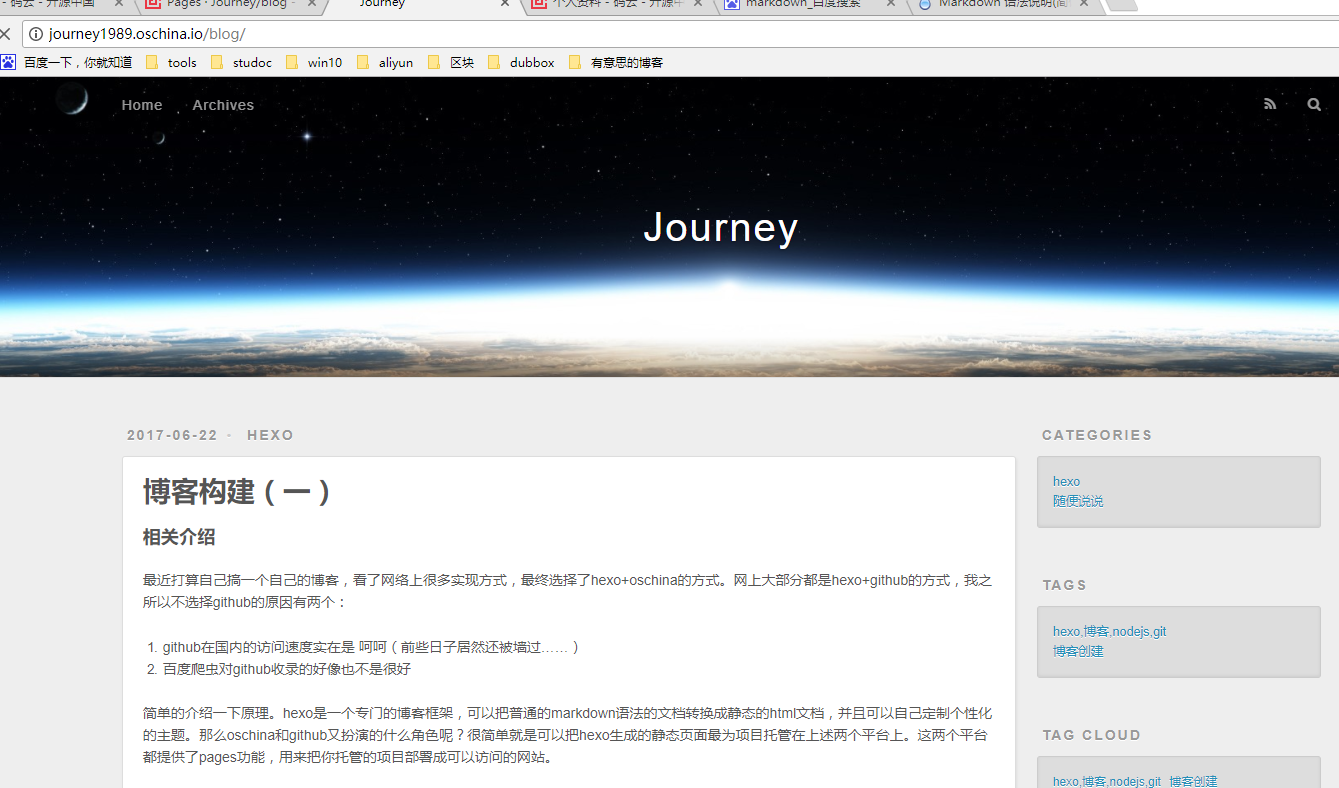 - 码云 - 开源中国
Pages · Journey/blog -
Journey
个人资料 - 码云 - 开源中
markdown_百度搜索
Markdown 语法说明(简
journey1989.oschina.io/blog/
百度一下，你就知道 tools studoc win10 aliyun 区块 dubbox 有意思的博客
Home Archives
Journey
2017-06-22 · HEXO
博客构建（一）
相关介绍
最近打算自己搞一个自己的博客，看了网络上很多实现方式，最终选择了hexo+oschina的方式。网上大部分都是hexo+github的方式，我之
所以不选择github的原因有两个：
1. github在国内的访问速度实在是 呵呵（前些日子居然还被墙过……）
2. 百度爬虫对github收录的好像也不是很好
简单的介绍一下原理。hexo是一个专门的博客框架，可以把普通的markdown语法的文档转换成静态的html文档，并且可以自己定制个性化
的主题。那么oschina和github又扮演的什么角色呢？很简单就是可以把hexo生成的静态页面最为项目托管在上述两个平台上。这两个平台
都提供了pages功能，用来把你托管的项目部署成可以访问的网站。
CATEGORIES
hexo
随便说说
TAGS
hexo,博客,nodejs,git
博客创建
TAG CLOUD
hexo,博客,nodejs,git 博客创建